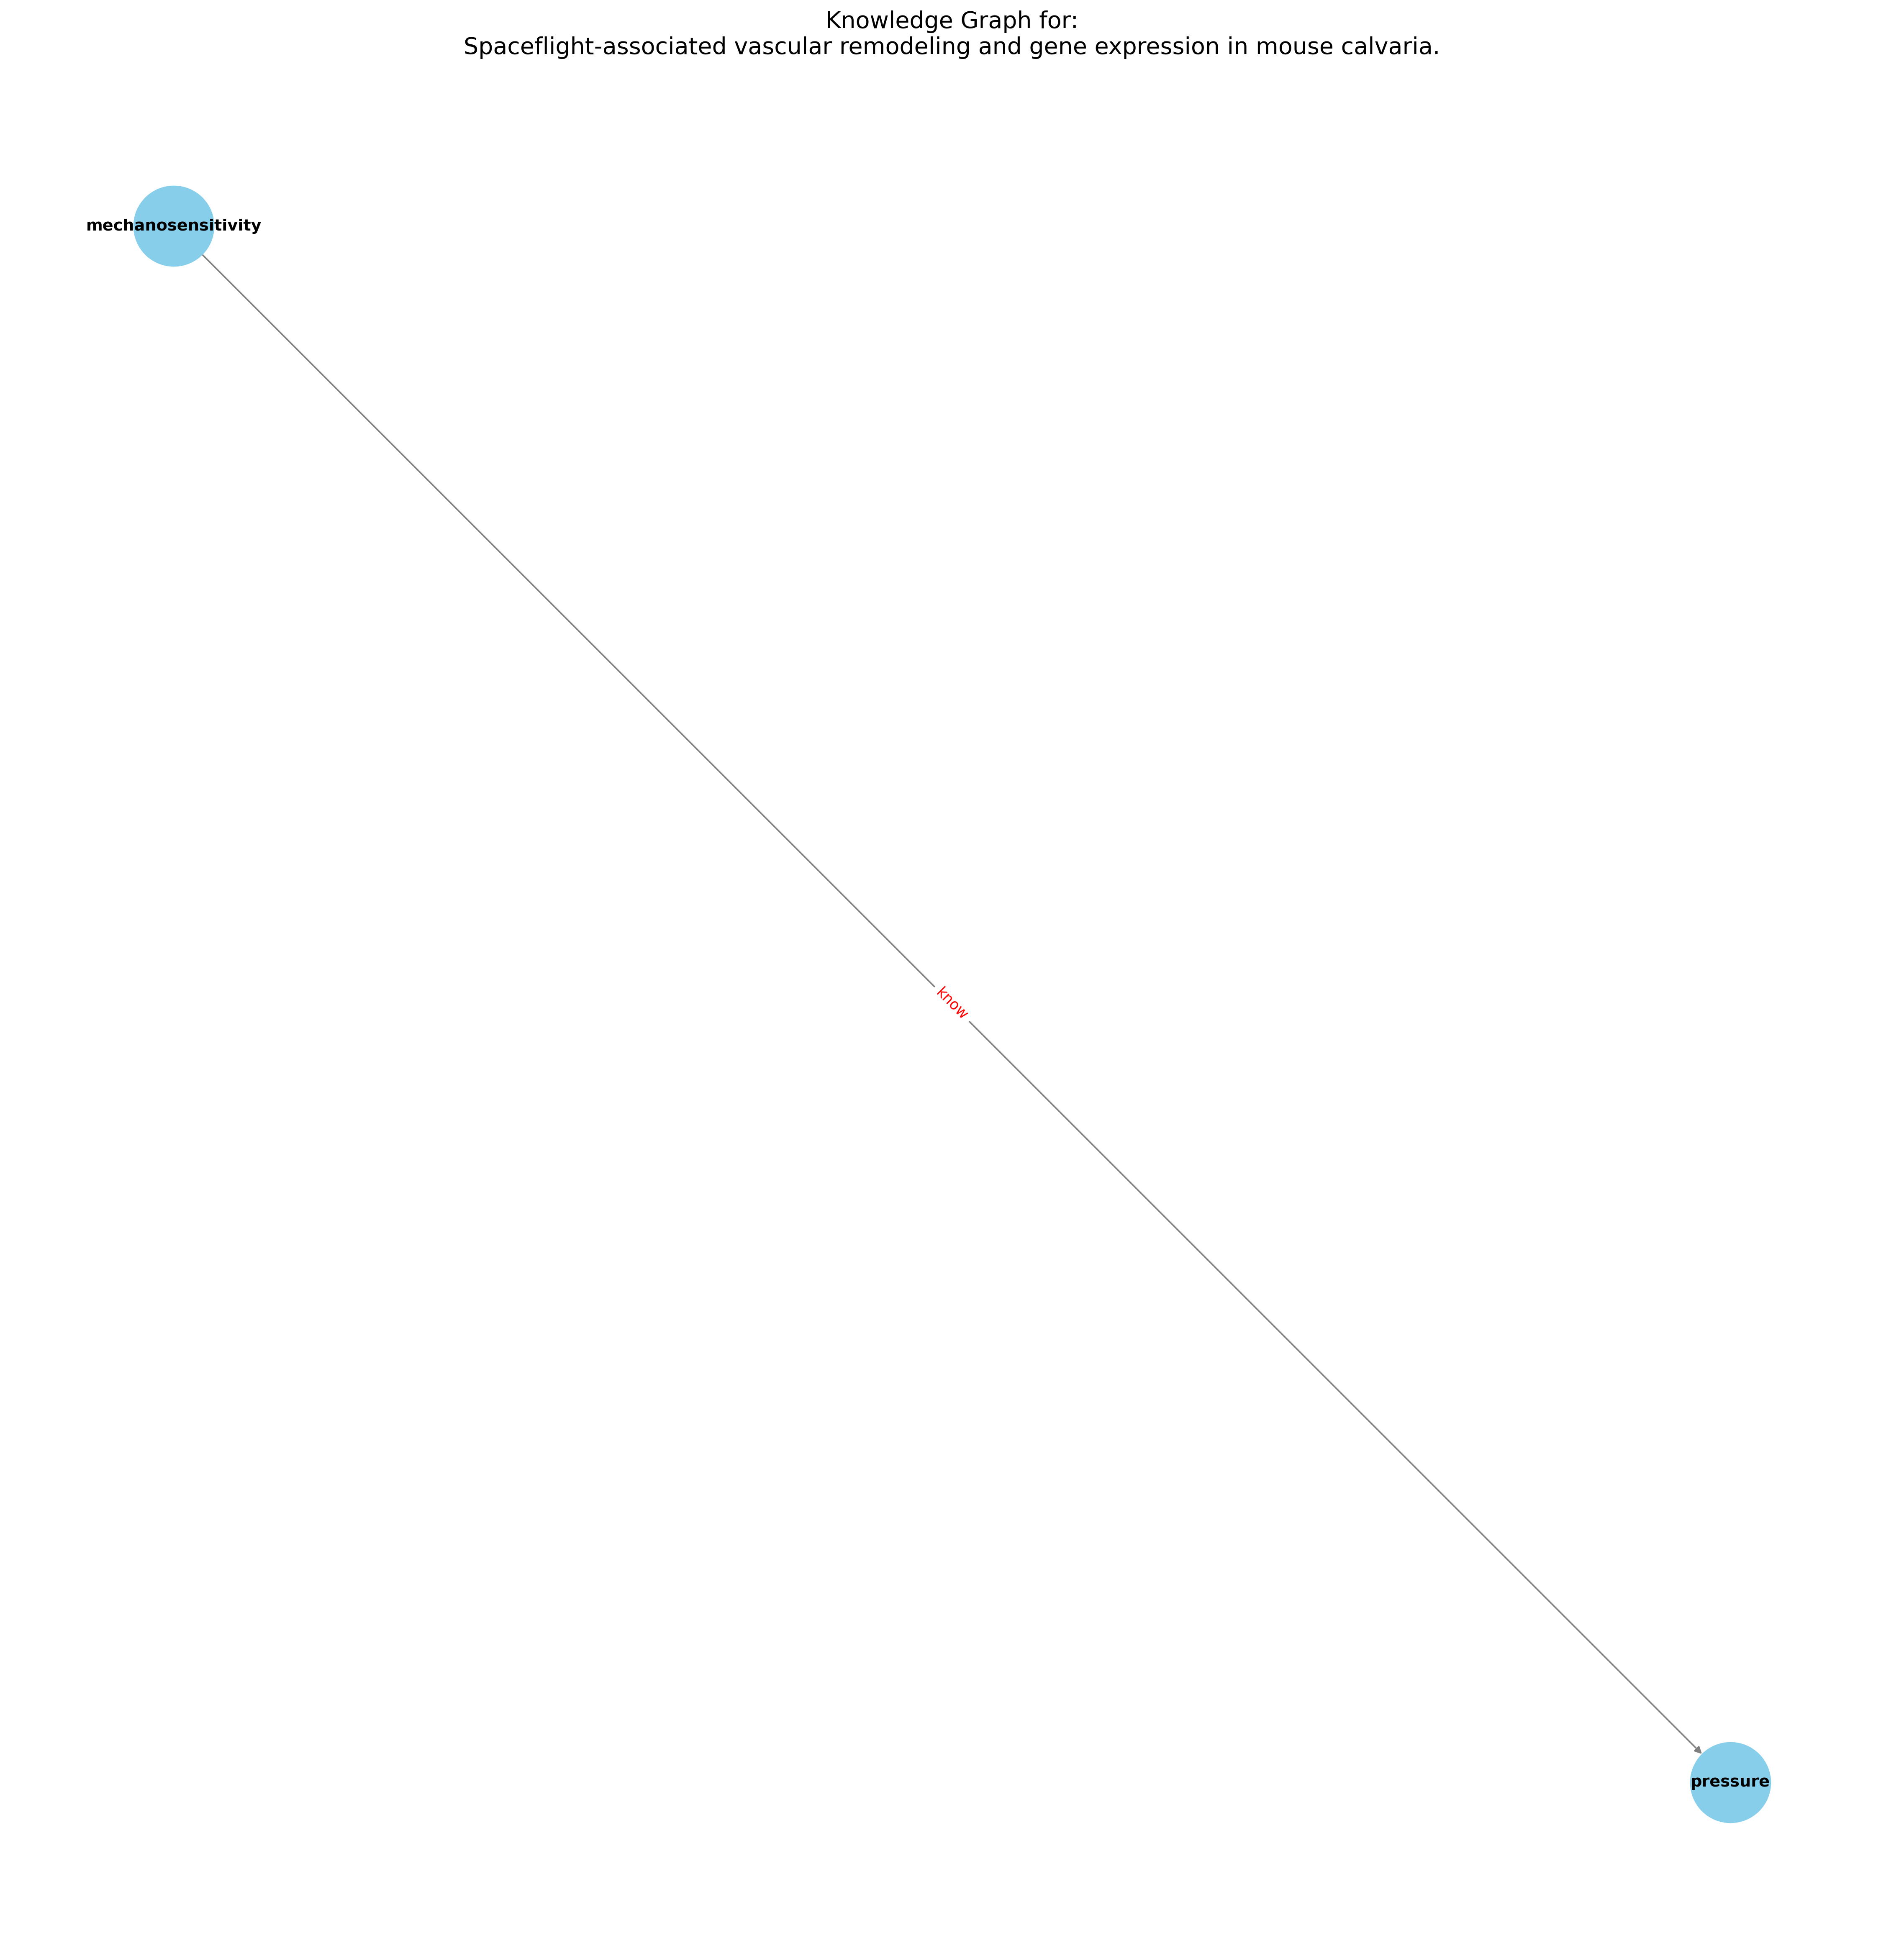 Knowledge Graph for:
Spaceflight-associated vascular remodeling and gene expression in mouse calvaria.
mechanosensitivity
know
pressure